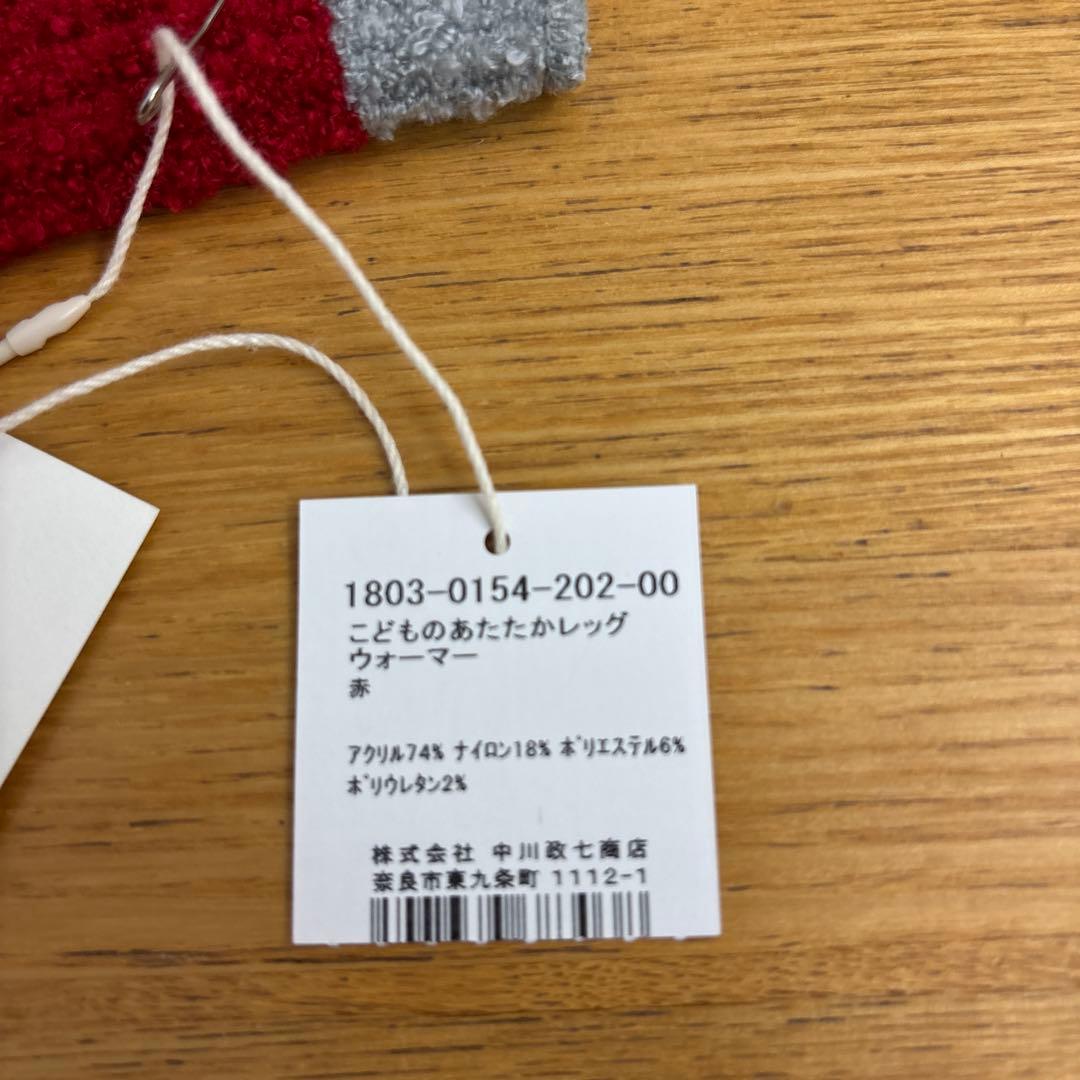 1803-0154-202-00
こどものあたたかレッグ
ウォーマー
赤
ｱｸﾘﾙ74% ﾅｲﾛﾝ18% ﾎﾟﾘｴｽﾃﾙ6%
ﾎﾟﾘｳﾚﾀﾝ2%
株式会社 中川政七商店
奈良市東九条町 1112-1